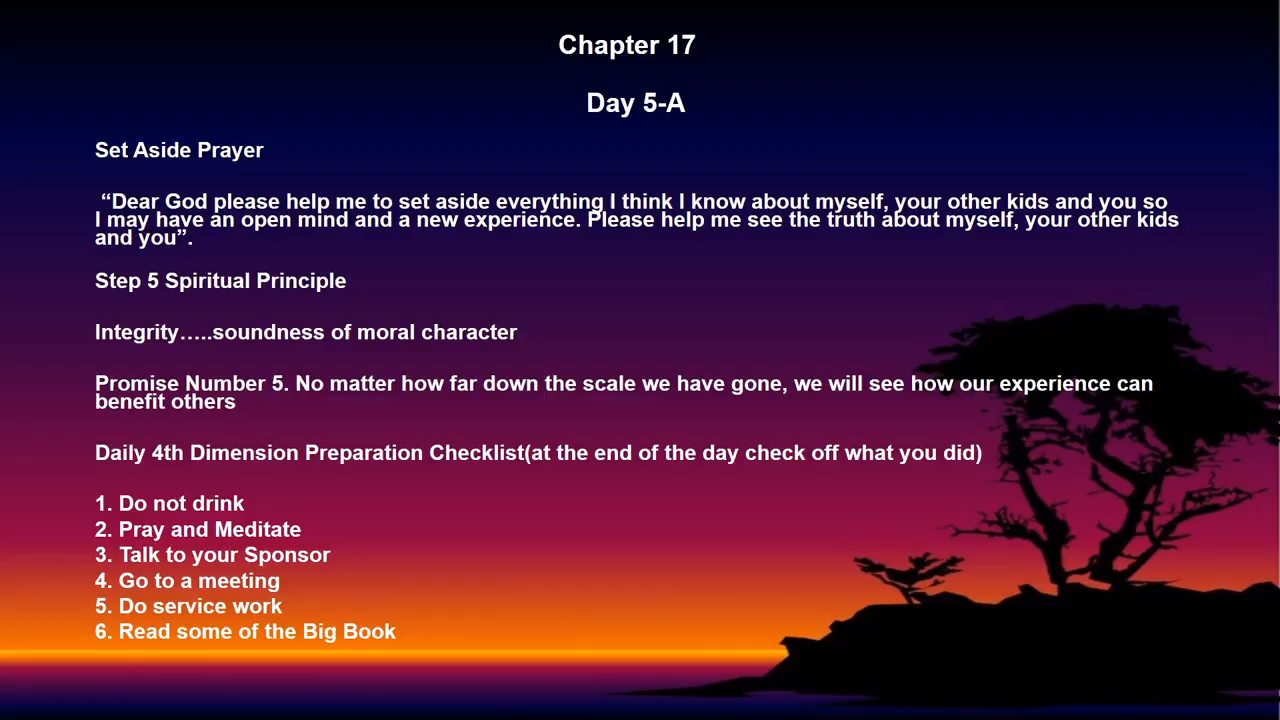 Chapter 17
Day 5-A
Set Aside Prayer
“Dear God please help me to set aside everything I think I know about myself, your other kids and you so
I may have an open mind and a new experience. Please help me see the truth about myself, your other kids
and you”.
Step 5 Spiritual Principle
Integrity…..soundness of moral character
Promise Number 5. No matter how far down the scale we have gone, we will see how our experience can
benefit others
Daily 4th Dimension Preparation Checklist(at the end of the day check off what you did)
1. Do not drink
2. Pray and Meditate
3. Talk to your Sponsor
4. Go to a meeting
5. Do service work
6. Read some of the Big Book